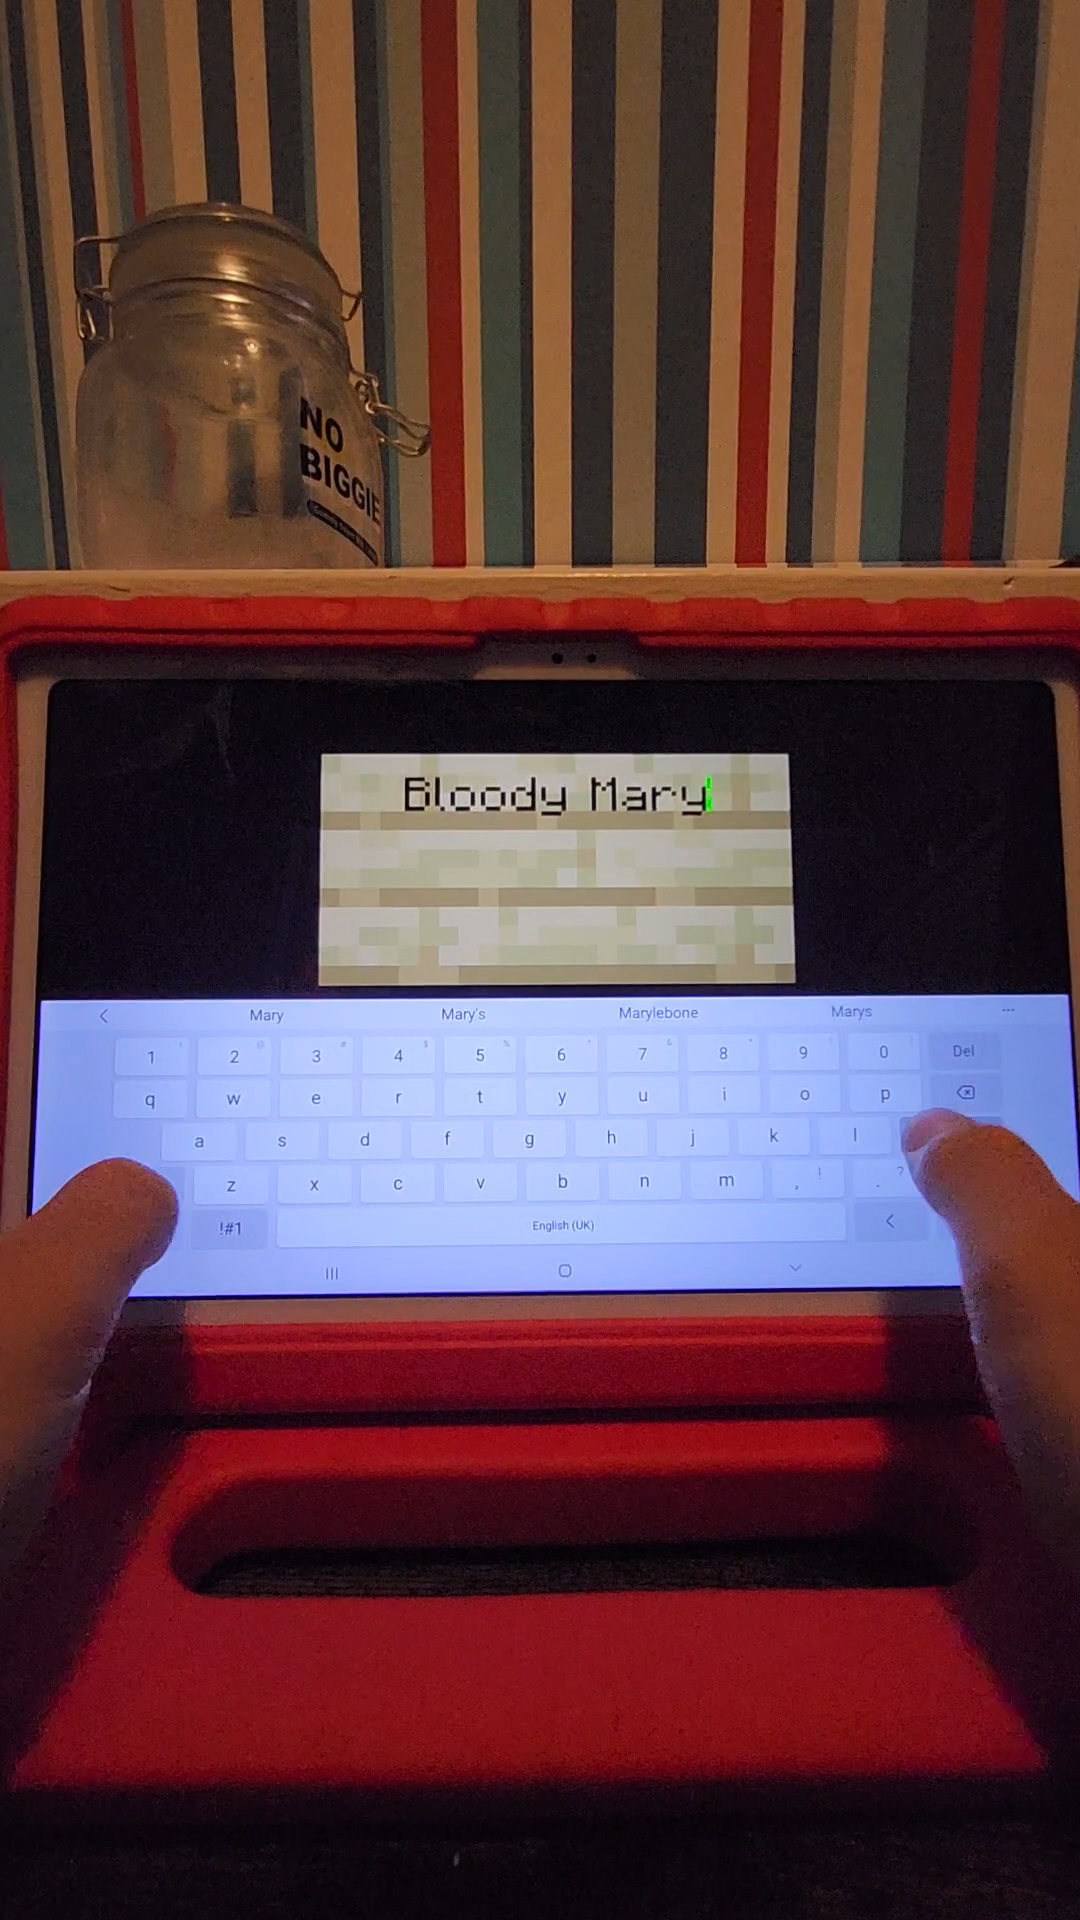 NO
BIGGIE
Bloody Mary
Mary Mary's Marylebone Marys ...
1 2 3 4 5 6 7 8 9 0 Del
q w e r t y u i o p
a s d f g h j k l
z x c v b n m , ! . ?
!#1 English (UK) <